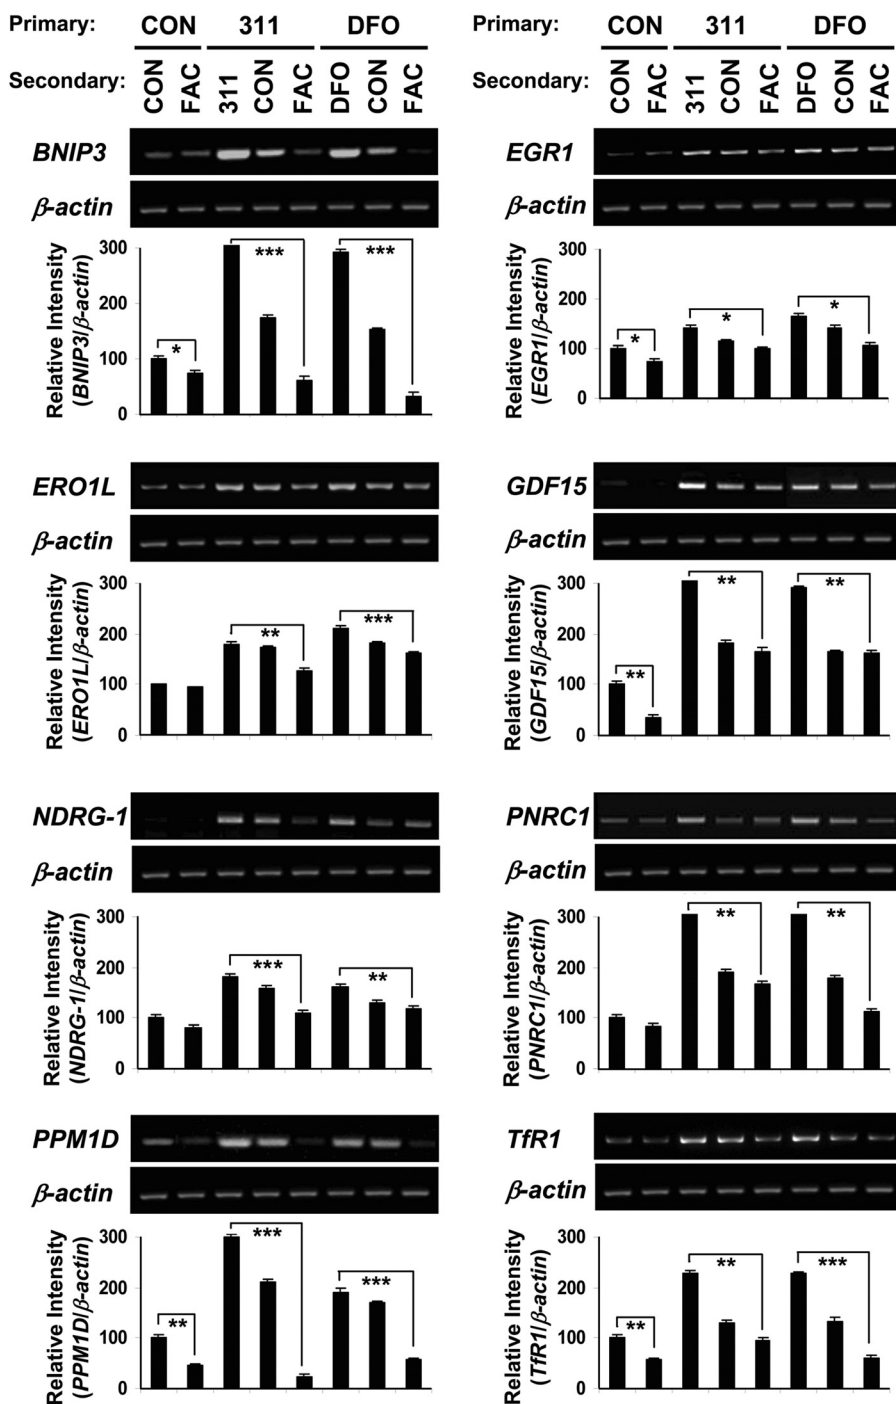 Primary: CON 311 DFO
Secondary: CON FAC 311 CON FAC DFO CON FAC
BNIP3
β-actin
Relative Intensity
(BNIP3/β-actin)
300
200
100
0
*
***
***
ERO1L
β-actin
Relative Intensity
(ERO1L/β-actin)
300
200
100
0
**
***
NDRG-1
β-actin
Relative Intensity
(NDRG-1/β-actin)
300
200
100
0
***
**
PPM1D
β-actin
Relative Intensity
(PPM1D/β-actin)
300
200
100
0
**
***
***
Primary: CON 311 DFO
Secondary: CON FAC 311 CON FAC DFO CON FAC
EGR1
β-actin
Relative Intensity
(EGR1/β-actin)
300
200
100
0
*
*
*
GDF15
β-actin
Relative Intensity
(GDF15/β-actin)
300
200
100
0
**
**
**
PNRC1
β-actin
Relative Intensity
(PNRC1/β-actin)
300
200
100
0
**
**
TfR1
β-actin
Relative Intensity
(TfR1/β-actin)
300
200
100
0
**
**
***